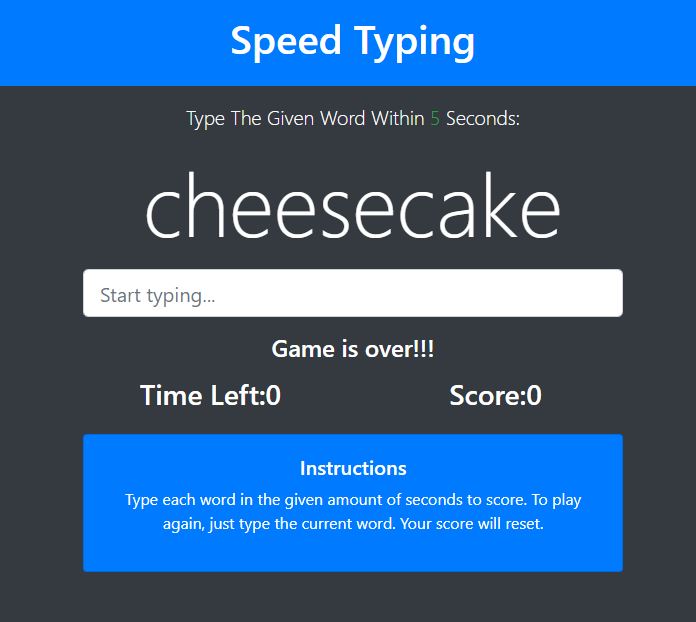 Speed Typing
Type The Given Word Within 5 Seconds:
cheesecake
Start typing...
Game is over!!!
Time Left:0 Score:0
Instructions
Type each word in the given amount of seconds to score. To play
again, just type the current word. Your score will reset.